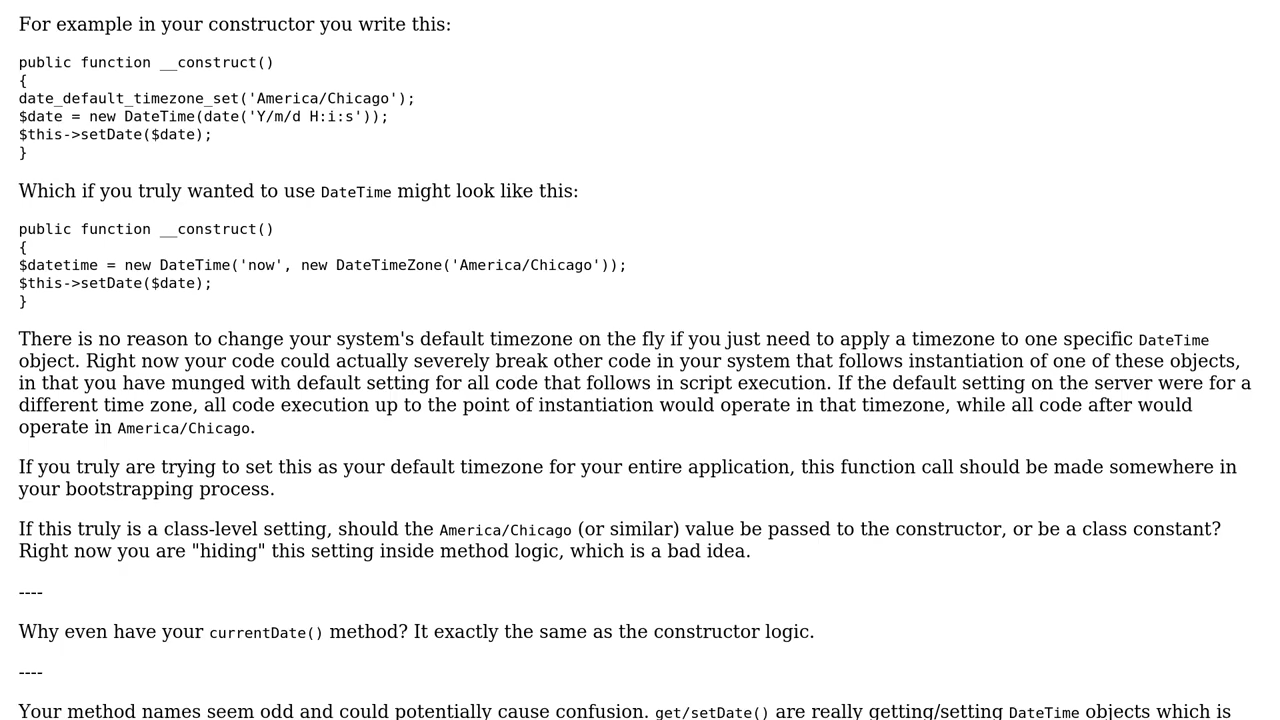 For example in your constructor you write this:
public function __construct()
{
date_default_timezone_set('America/Chicago');
$date = new DateTime(date('Y/m/d H:i:s'));
$this->setDate($date);
}
Which if you truly wanted to use DateTime might look like this:
public function __construct()
{
$datetime = new DateTime('now', new DateTimeZone('America/Chicago'));
$this->setDate($date);
}
There is no reason to change your system's default timezone on the fly if you just need to apply a timezone to one specific DateTime
object. Right now your code could actually severely break other code in your system that follows instantiation of one of these objects,
in that you have munged with default setting for all code that follows in script execution. If the default setting on the server were for a
different time zone, all code execution up to the point of instantiation would operate in that timezone, while all code after would
operate in America/Chicago.
If you truly are trying to set this as your default timezone for your entire application, this function call should be made somewhere in
your bootstrapping process.
If this truly is a class-level setting, should the America/Chicago (or similar) value be passed to the constructor, or be a class constant?
Right now you are "hiding" this setting inside method logic, which is a bad idea.
----
Why even have your currentDate() method? It exactly the same as the constructor logic.
----
Your method names seem odd and could potentially cause confusion. get/setDate() are really getting/setting DateTime objects which is